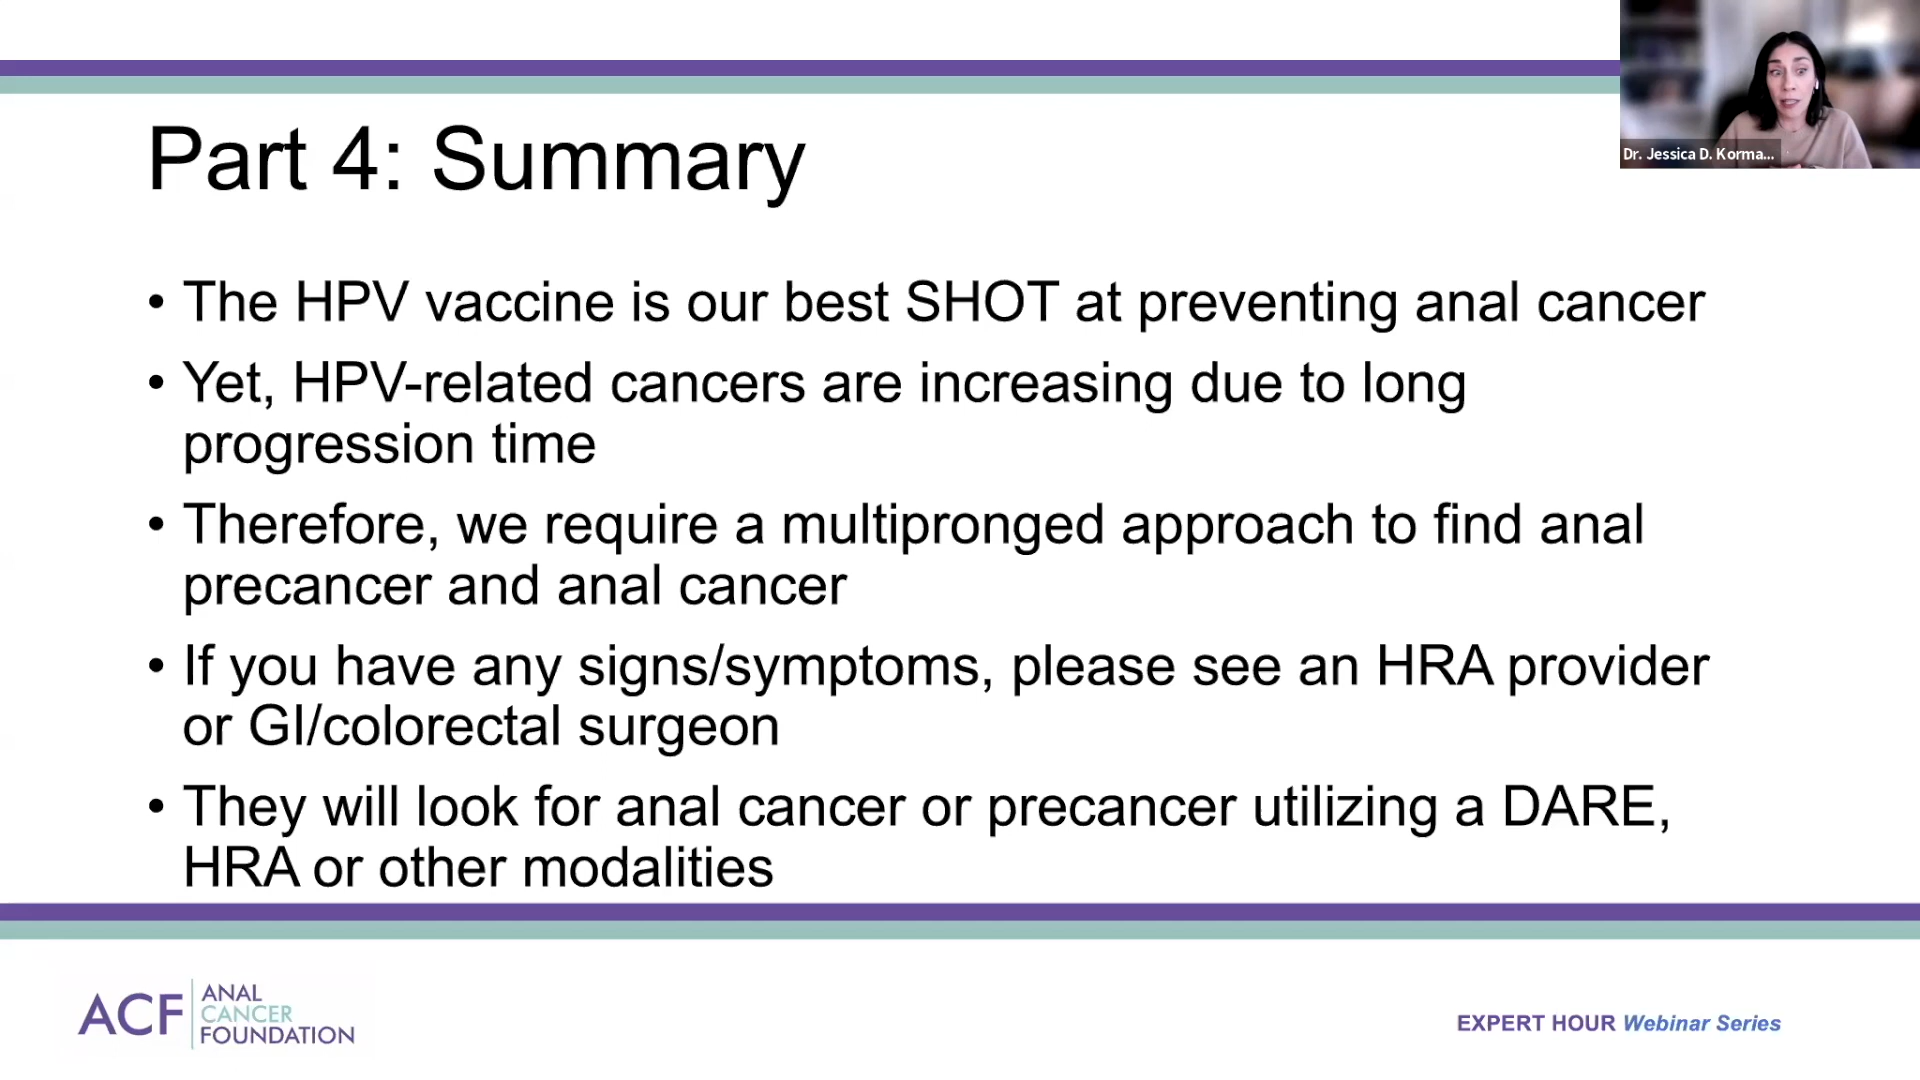 Dr. Jessica D. Korma...
Part 4: Summary
• The HPV vaccine is our best SHOT at preventing anal cancer
• Yet, HPV-related cancers are increasing due to long
progression time
• Therefore, we require a multipronged approach to find anal
precancer and anal cancer
• If you have any signs/symptoms, please see an HRA provider
or GI/colorectal surgeon
• They will look for anal cancer or precancer utilizing a DARE,
HRA or other modalities
ACF
ANAL
CANCER
FOUNDATION
EXPERT HOUR Webinar Series